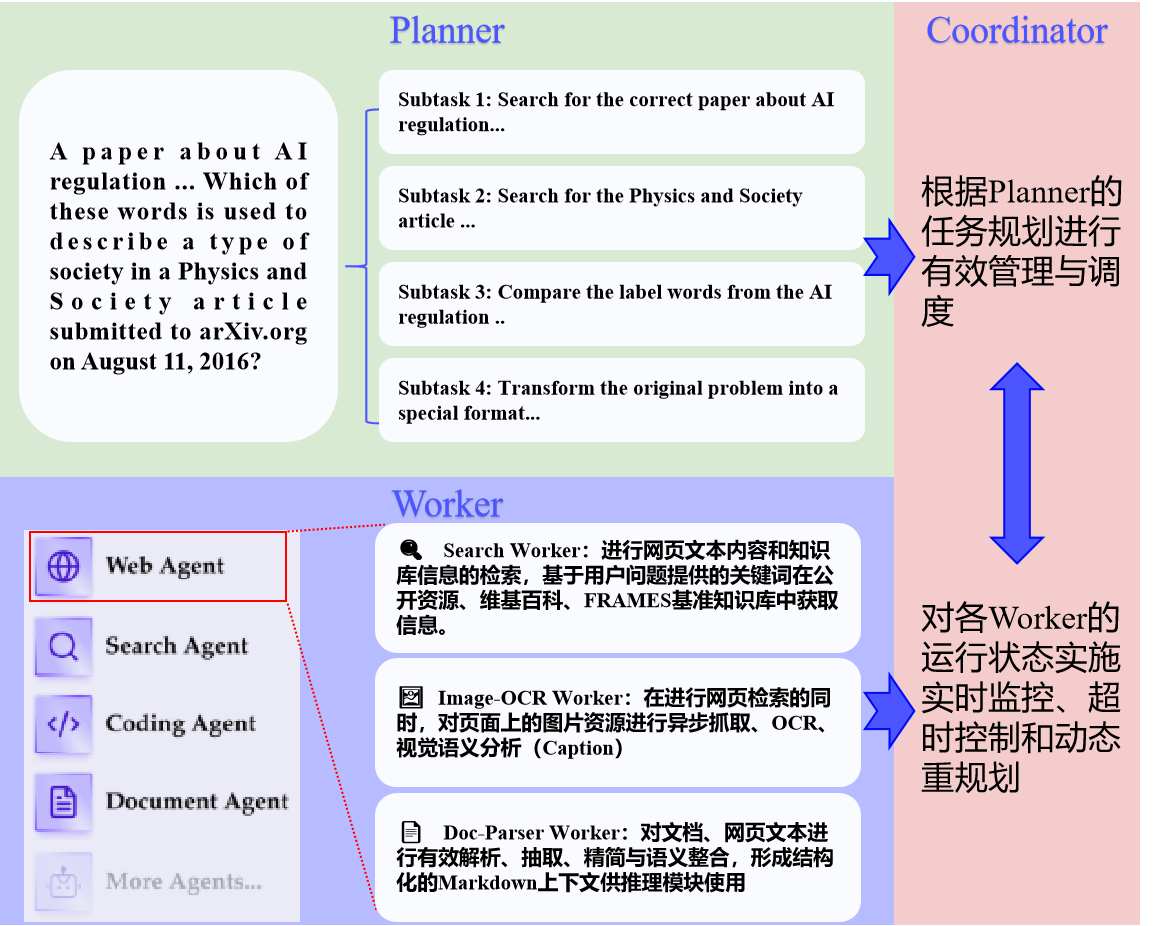 Planner
A paper about AI
regulation ... Which of
these words is used to
describe a type of
society in a Physics and
Society article
submitted to arXiv.org
on August 11, 2016?
Subtask 1: Search for the correct paper about AI
regulation...
Subtask 2: Search for the Physics and Society
article ...
Subtask 3: Compare the label words from the AI
regulation ..
Subtask 4: Transform the original problem into a
special format...
Coordinator
根据Planner的
任务规划进行
有效管理与调
度
对各Worker的
运行状态实施
实时监控、超
时控制和动态
重规划
Worker
Web Agent
Search Agent
Coding Agent
Document Agent
More Agents...
Search Worker：进行网页文本内容和知识
库信息的检索，基于用户问题提供的关键词在公
开资源、维基百科、FRAMES基准知识库中获取
信息。
Image-OCR Worker：在进行网页检索的同
时，对页面上的图片资源进行异步抓取、OCR、
视觉语义分析（Caption）
Doc-Parser Worker：对文档、网页文本进
行有效解析、抽取、精简与语义整合，形成结构
化的Markdown上下文供推理模块使用